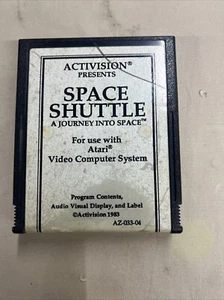 ACTIVISION®
PRESENTS
SPACE
SHUTTLE
A JOURNEY INTO SPACE™
For use with
Atari®
Video Computer System
Program Contents,
Audio Visual Display, and Label
©Activision 1983
AZ-033-04